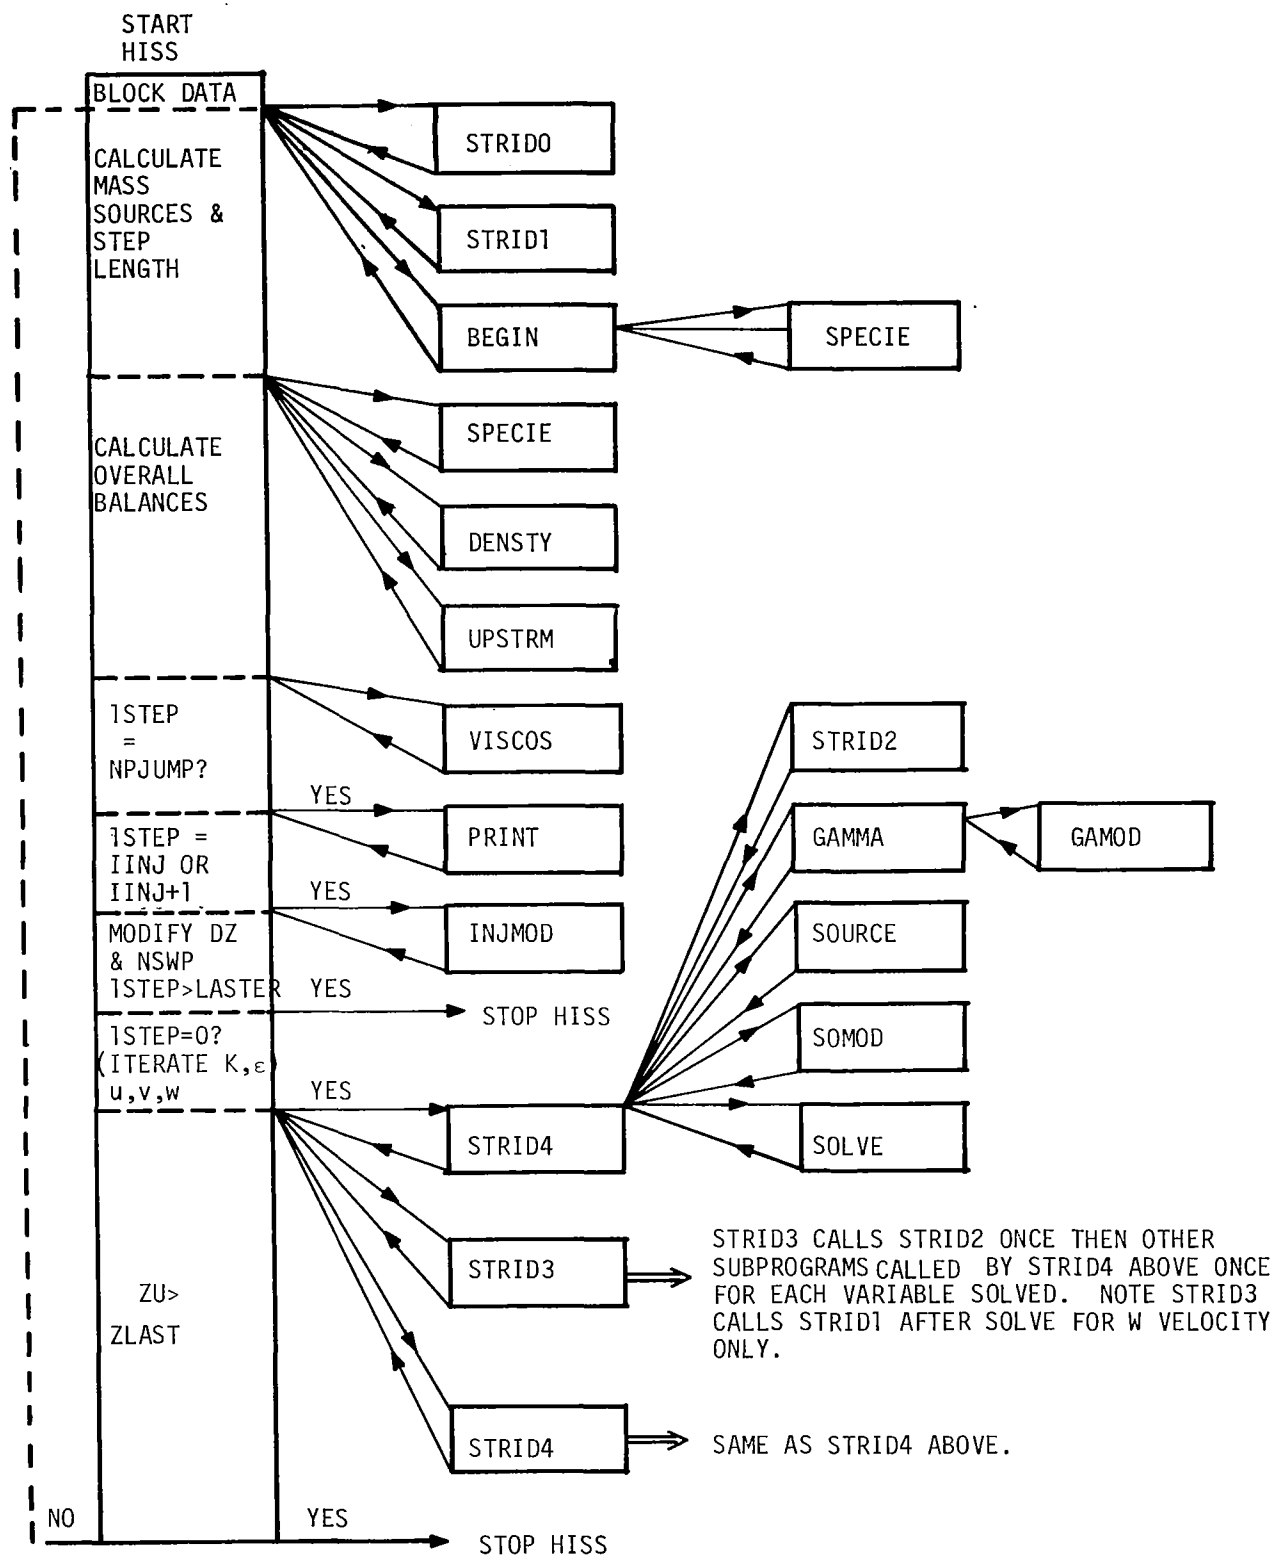 START
HISS
BLOCK DATA
CALCULATE
MASS
SOURCES &
STEP
LENGTH
STRID0
STRID1
BEGIN
SPECIE
CALCULATE
OVERALL
BALANCES
SPECIE
DENSTY
UPSTRM
1STEP
=
NPJUMP?
VISCOS
YES
PRINT
1STEP =
IINJ OR
IINJ+1
YES
INJMOD
MODIFY DZ
& NSWP
1STEP>LASTER
YES
STOP HISS
1STEP=0?
(ITERATE K,ε)
u,v,w
YES
STRID4
STRID2
GAMMA
GAMOD
SOURCE
SOMOD
SOLVE
STRID3
STRID3 CALLS STRID2 ONCE THEN OTHER
SUBPROGRAMS CALLED BY STRID4 ABOVE ONCE
FOR EACH VARIABLE SOLVED. NOTE STRID3
CALLS STRID1 AFTER SOLVE FOR W VELOCITY
ONLY.
ZU>
ZLAST
STRID4
SAME AS STRID4 ABOVE.
NO
YES
STOP HISS